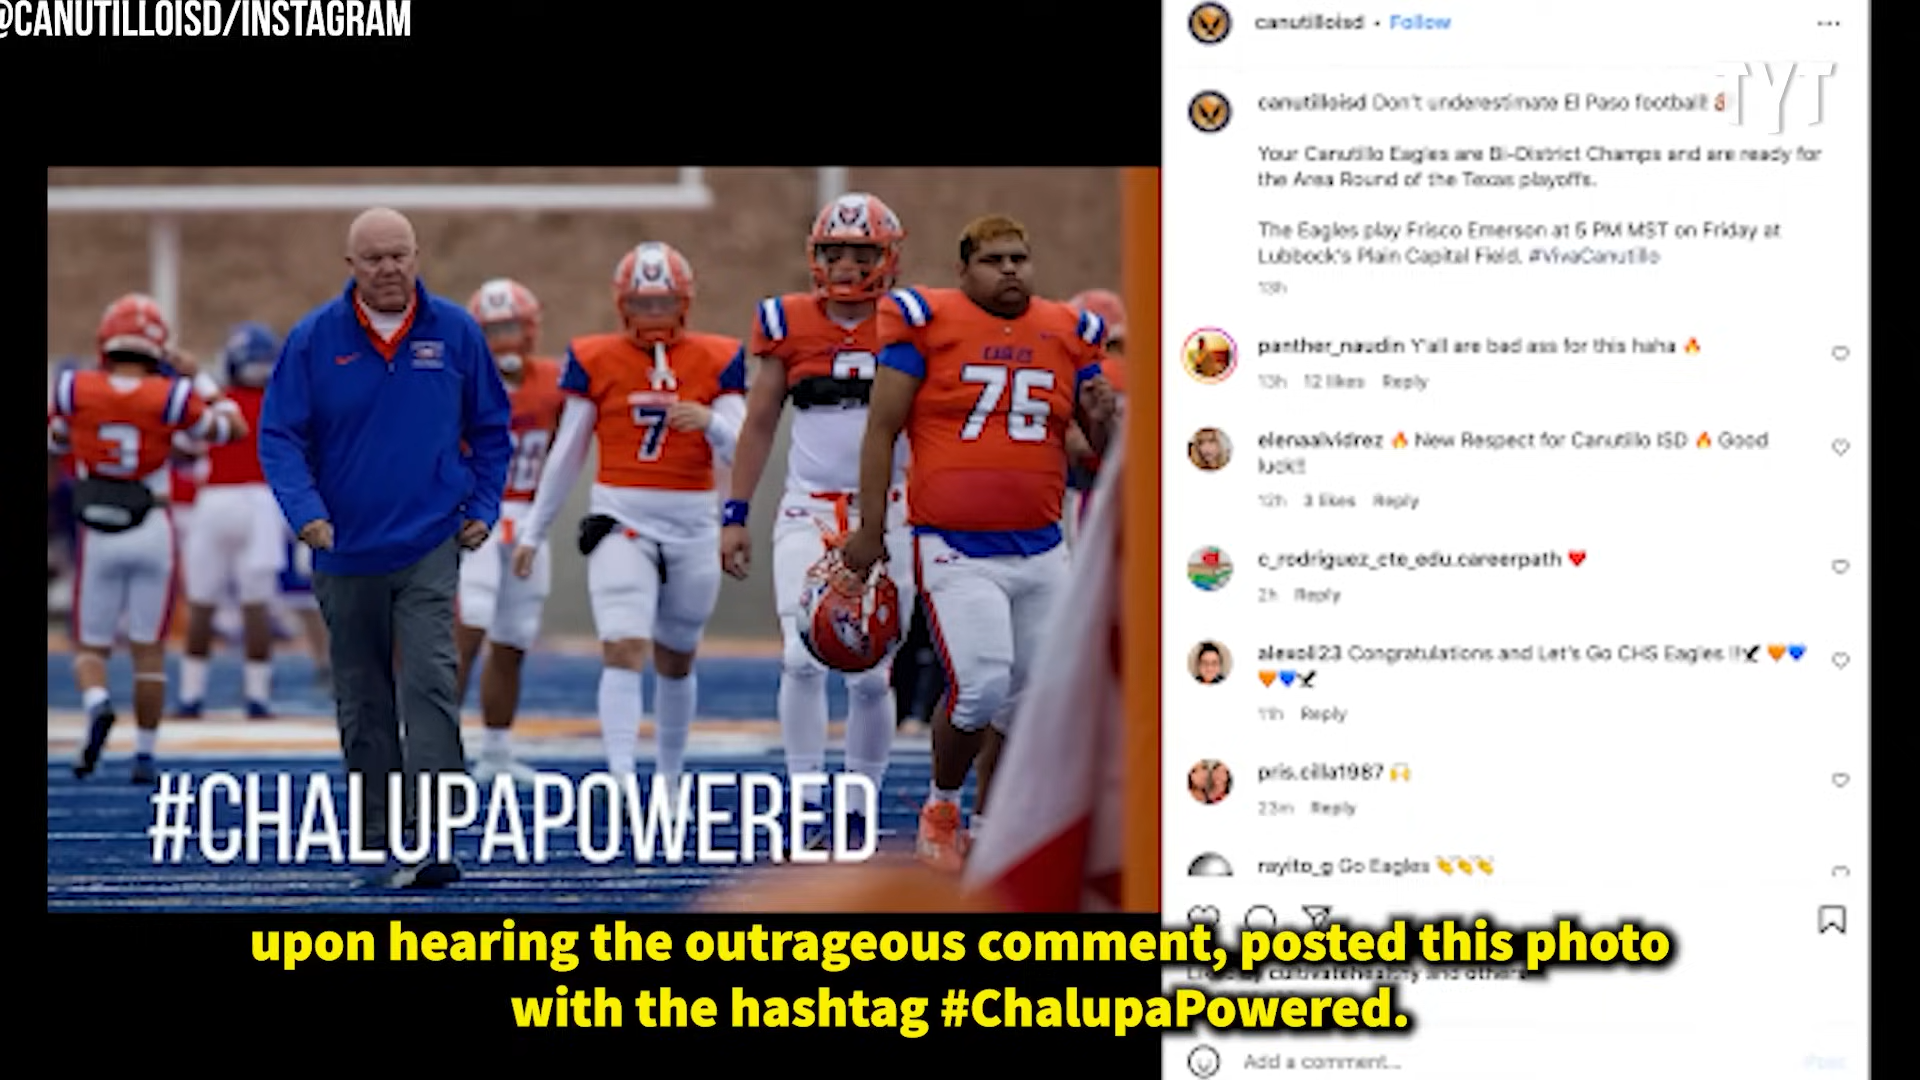 @CANUTILLOISD/INSTAGRAM
canutilloisd • Follow
TYT
canutilloisd Don't underestimate El Paso football!
Your Canutillo Eagles are Bi-District Champs and are ready for
the Area Round of the Texas playoffs.
The Eagles play Frisco Emerson at 5 PM MST on Friday at
Lubbock's Plain Capital Field. #VivaCanutillo
13h
panther_naudin Y'all are bad ass for this haha 🔥
13h 12 likes Reply
elenaalvidrez 🔥 New Respect for Canutillo ISD 🔥 Good
luck!!
12h 3 likes Reply
c_rodriguez_cte_edu.careerpath ❤️
2h Reply
alexoli23 Congratulations and Let's Go CHS Eagles !!
11h Reply
pris.cilla1987 🙌
23m Reply
rayito_g Go Eagles 👏👏👏
3
7
EAGLES
75
#CHALUPAPOWERED
upon hearing the outrageous comment, posted this photo
with the hashtag #ChalupaPowered.
cultivatehealthy and others
Add a comment...